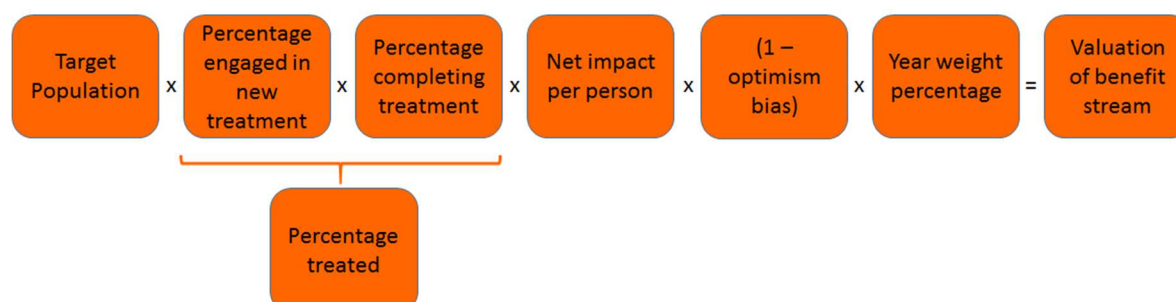 Target
Population
x
Percentage
engaged in
new
treatment
x
Percentage
completing
treatment
x
Net impact
per person
x
(1 –
optimism
bias)
x
Year weight
percentage
=
Valuation
of benefit
stream
Percentage
treated